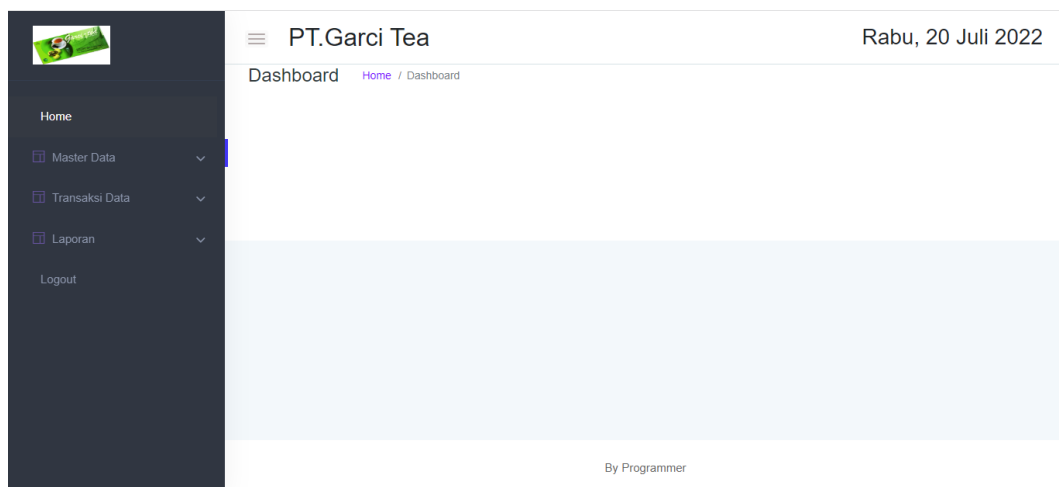 PT.Garci Tea
Rabu, 20 Juli 2022
Dashboard Home / Dashboard
Home
Master Data
Transaksi Data
Laporan
Logout
By Programmer